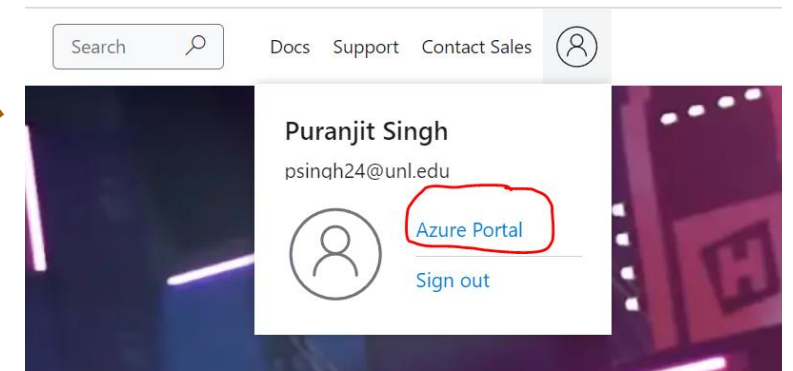 Search Docs Support Contact Sales
Puranjit Singh
psingh24@unl.edu
Azure Portal
Sign out
H